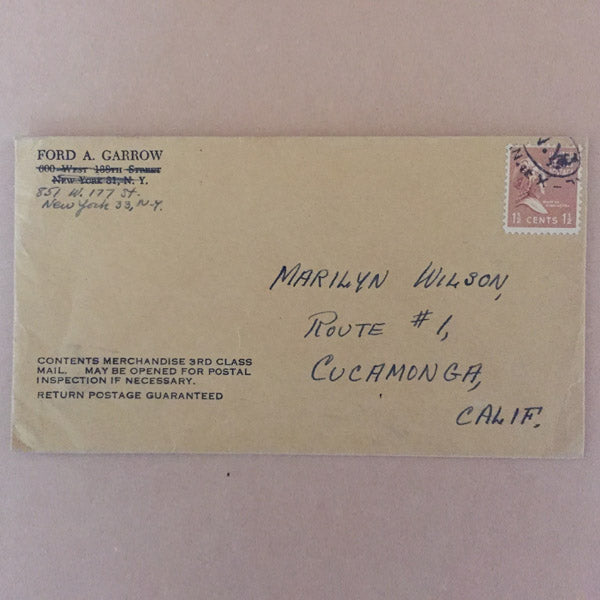 FORD A. GARROW
600 WEST 138TH STREET
NEW YORK 31, N. Y.
851 W. 177 St.
New York 33, N.Y.
1½ CENTS 1½
MARILYN WILSON,
ROUTE #1,
CUCAMONGA,
CALIF.
CONTENTS MERCHANDISE 3RD CLASS
MAIL. MAY BE OPENED FOR POSTAL
INSPECTION IF NECESSARY.
RETURN POSTAGE GUARANTEED